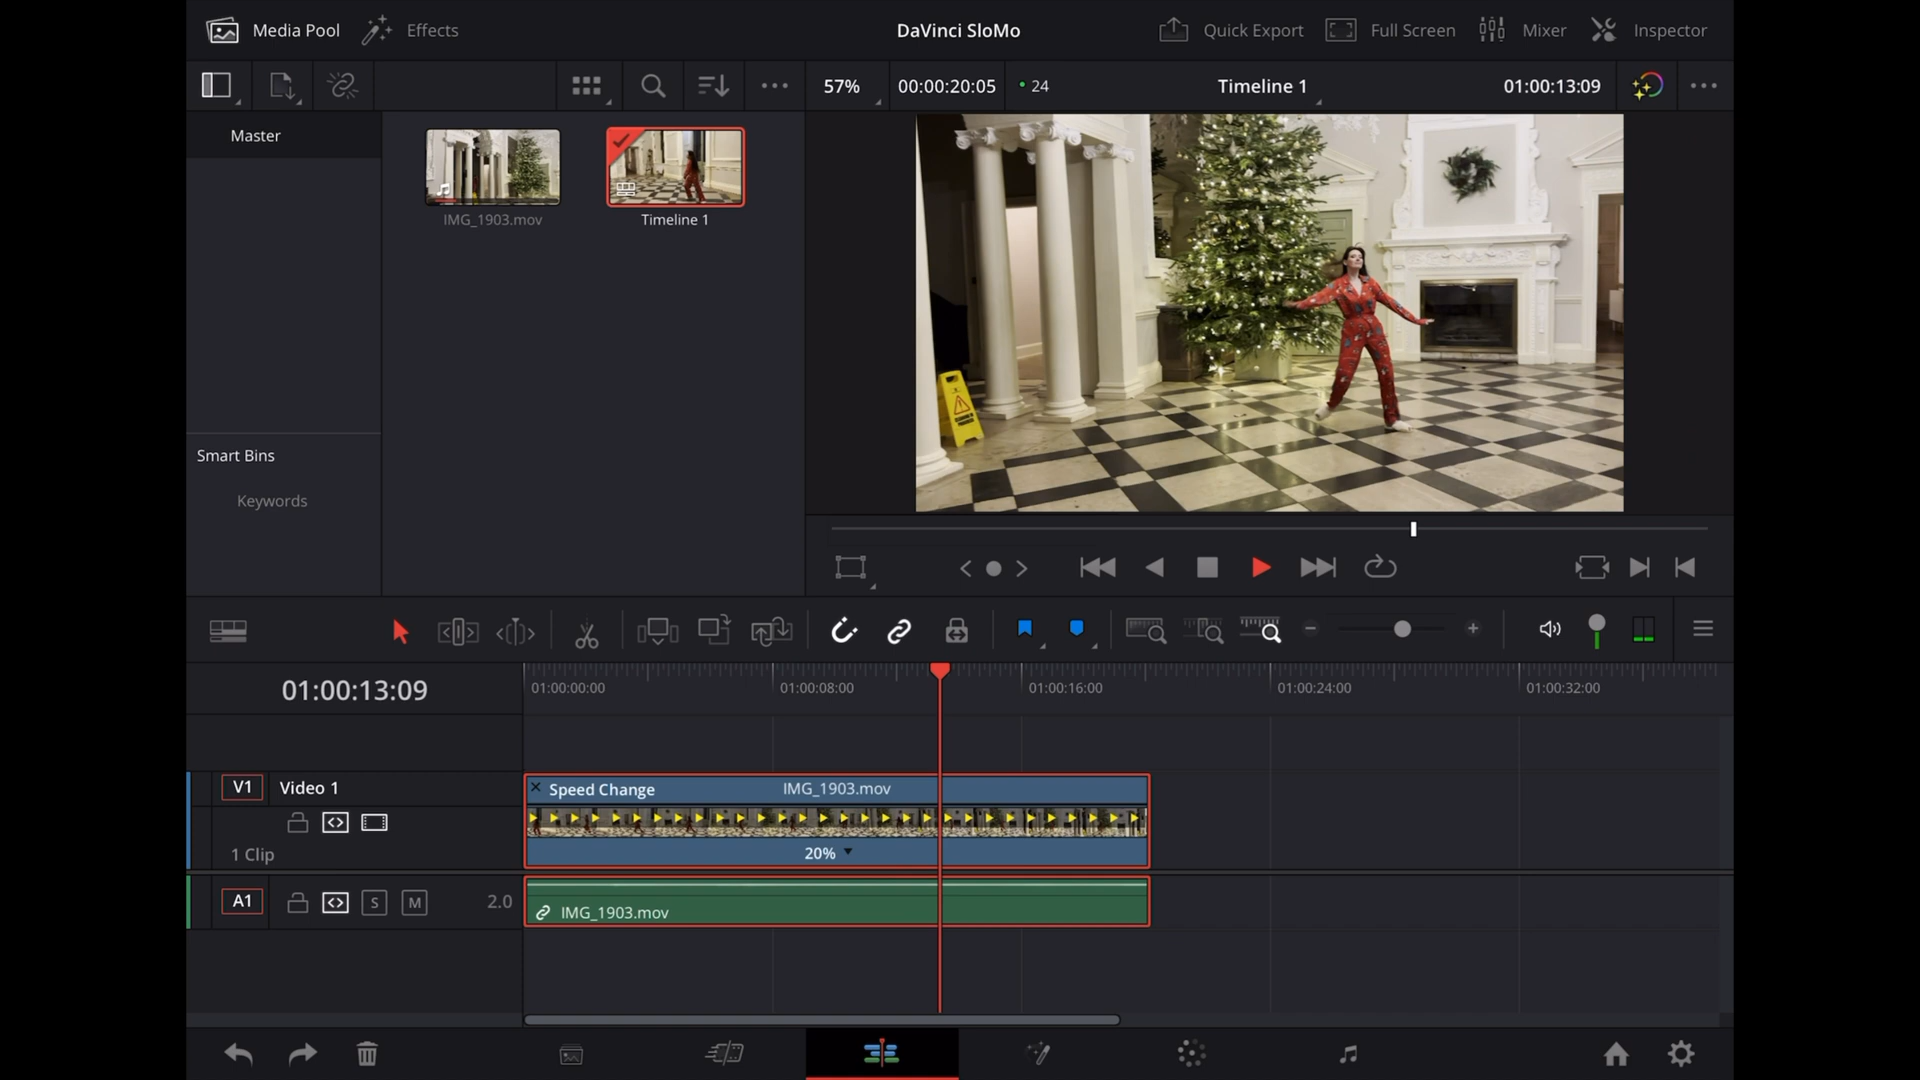 Media Pool
Effects
DaVinci SloMo
Quick Export
Full Screen
Mixer
Inspector
57%
00:00:20:05
24
Timeline 1
01:00:13:09
Master
IMG_1903.mov
Timeline 1
Smart Bins
Keywords
01:00:13:09
01:00:00:00
01:00:08:00
01:00:16:00
01:00:24:00
01:00:32:00
V1
Video 1
Speed Change
IMG_1903.mov
1 Clip
20%
A1
S
M
2.0
IMG_1903.mov